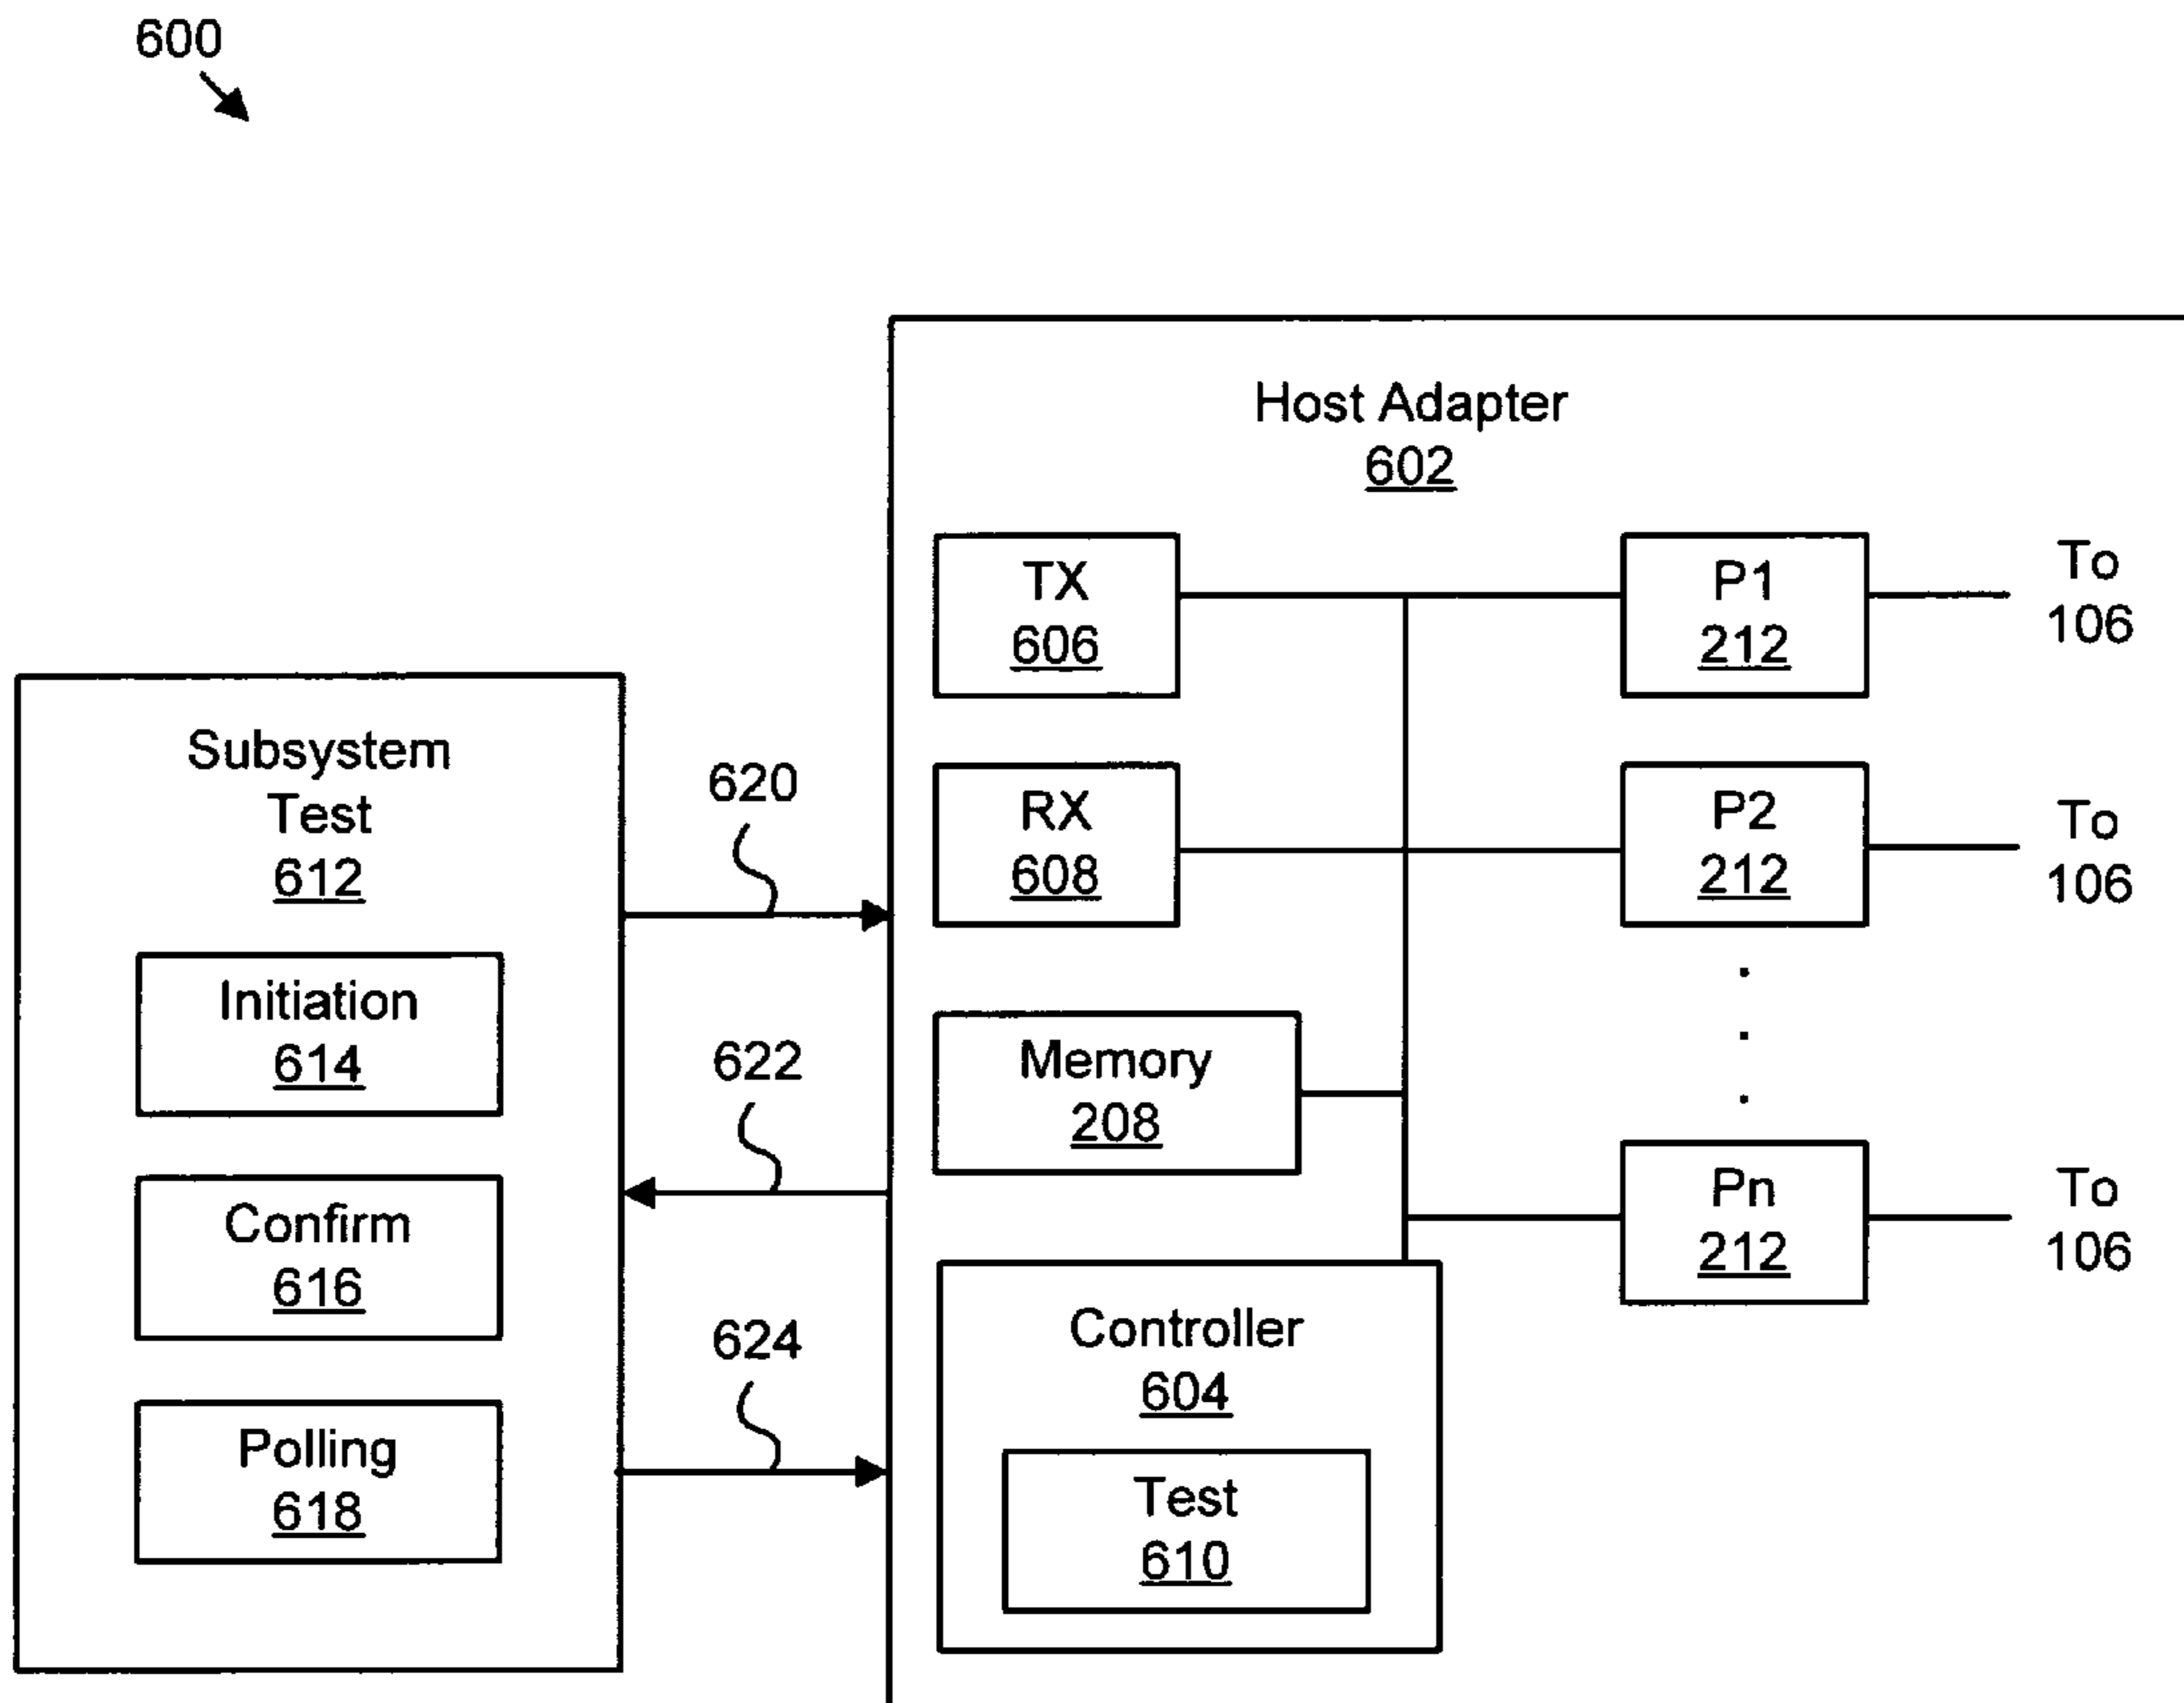 600
Host Adapter
602
TX
606
P1
212
To
106
Subsystem
Test
612
620
RX
608
P2
212
To
106
Initiation
614
622
Memory
208
Pn
212
To
106
Confirm
616
624
Controller
604
Polling
618
Test
610